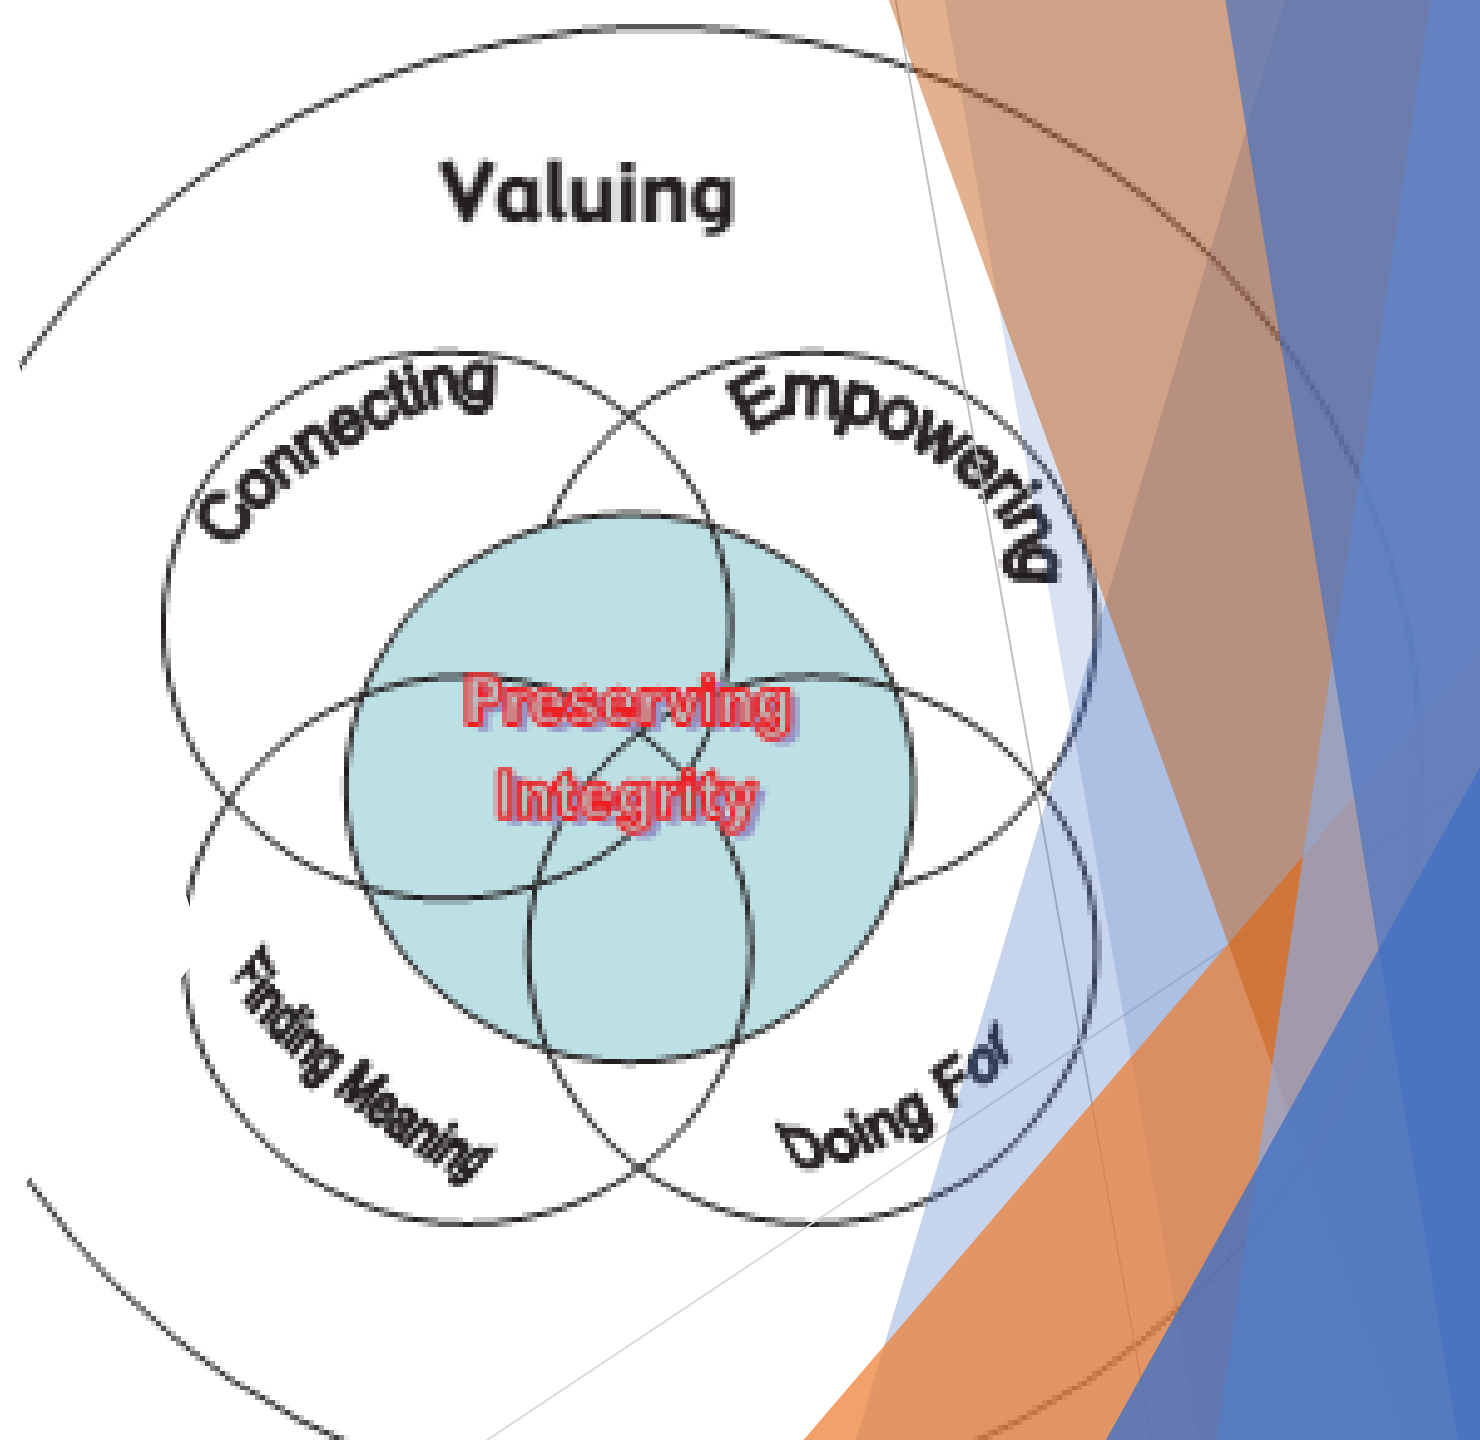 Valuing
Connecting
Empowering
Preserving
Integrity
Finding Meaning
Doing For